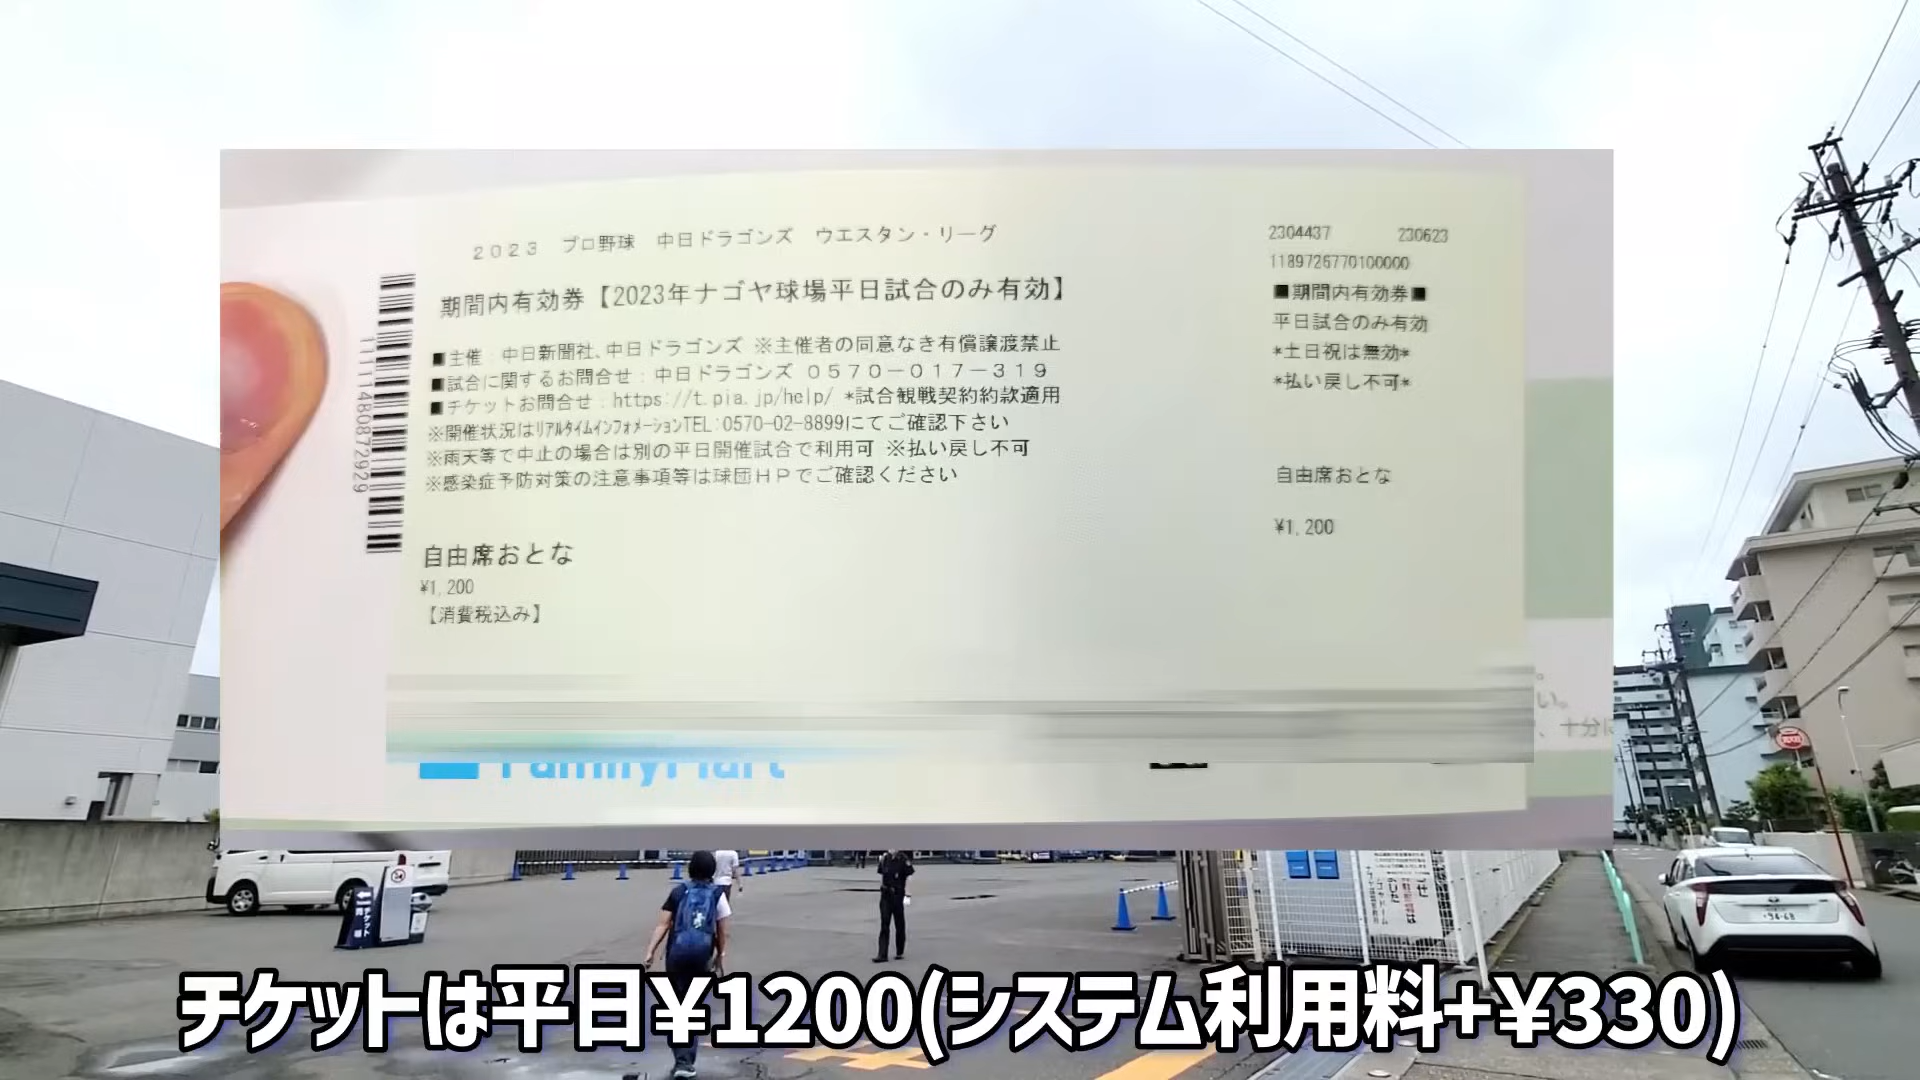 2023 プロ野球 中日ドラゴンズ ウエスタン・リーグ
期間内有効券【2023年ナゴヤ球場平日試合のみ有効】
■主催：中日新聞社、中日ドラゴンズ ※主催者の同意なき有償譲渡禁止
■試合に関するお問合せ：中日ドラゴンズ 0570-017-319
■チケットお問合せ：https://t.pia.jp/help/ *試合観戦契約約款適用
※開催状況はﾘｱﾙﾀｲﾑｲﾝﾌｫﾒｰｼｮﾝTEL:0570-02-8899にてご確認下さい
※雨天等で中止の場合は別の平日開催試合で利用可 ※払い戻し不可
※感染症予防対策の注意事項等は球団HPでご確認ください
自由席おとな
¥1,200
【消費税込み】
1111480872929
2304437 230623
1189726770100000
■期間内有効券■
平日試合のみ有効
*土日祝は無効*
*払い戻し不可*
自由席おとな
¥1,200
い。
、十分に
FamilyMart
チケット
チケットは平日¥1200(システム利用料+¥330)